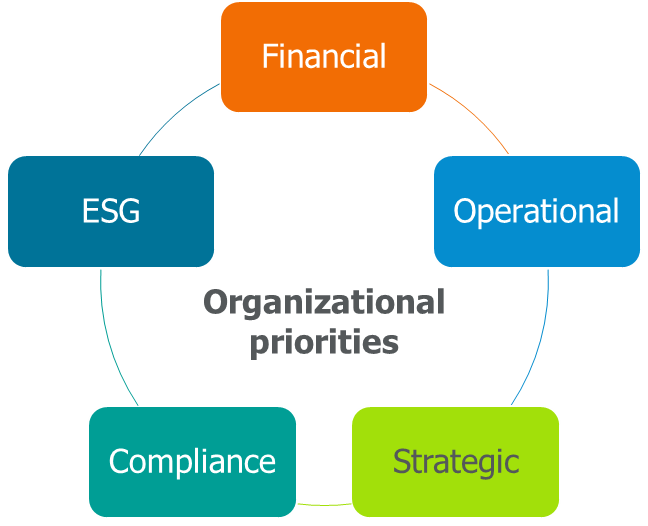 Financial
ESG
Operational
Organizational
priorities
Compliance
Strategic